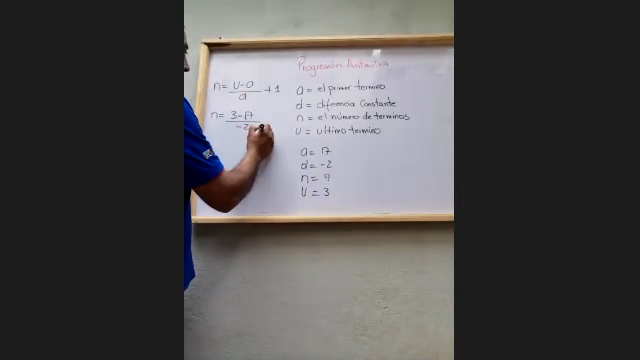 Progresión Aritmética
n = U-a / d + 1
n = 3-17 / -2
a = el primer termino
d = diferencia constante
n = el número de terminos
U = ultimo termino
a = 17
d = -2
n = ?
U = 3